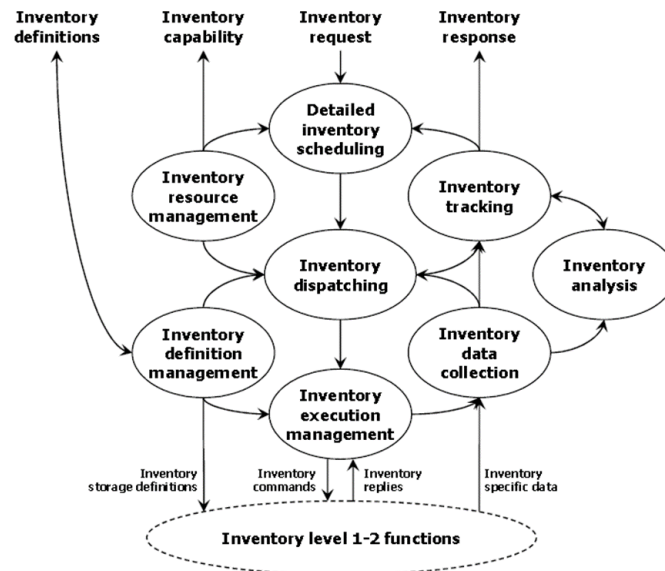 Inventory
definitions
Inventory
capability
Inventory
request
Inventory
response
Detailed
inventory
scheduling
Inventory
resource
management
Inventory
tracking
Inventory
dispatching
Inventory
analysis
Inventory
definition
management
Inventory
data
collection
Inventory
execution
management
Inventory
storage definitions
Inventory
commands
Inventory
replies
Inventory
specific data
Inventory level 1-2 functions